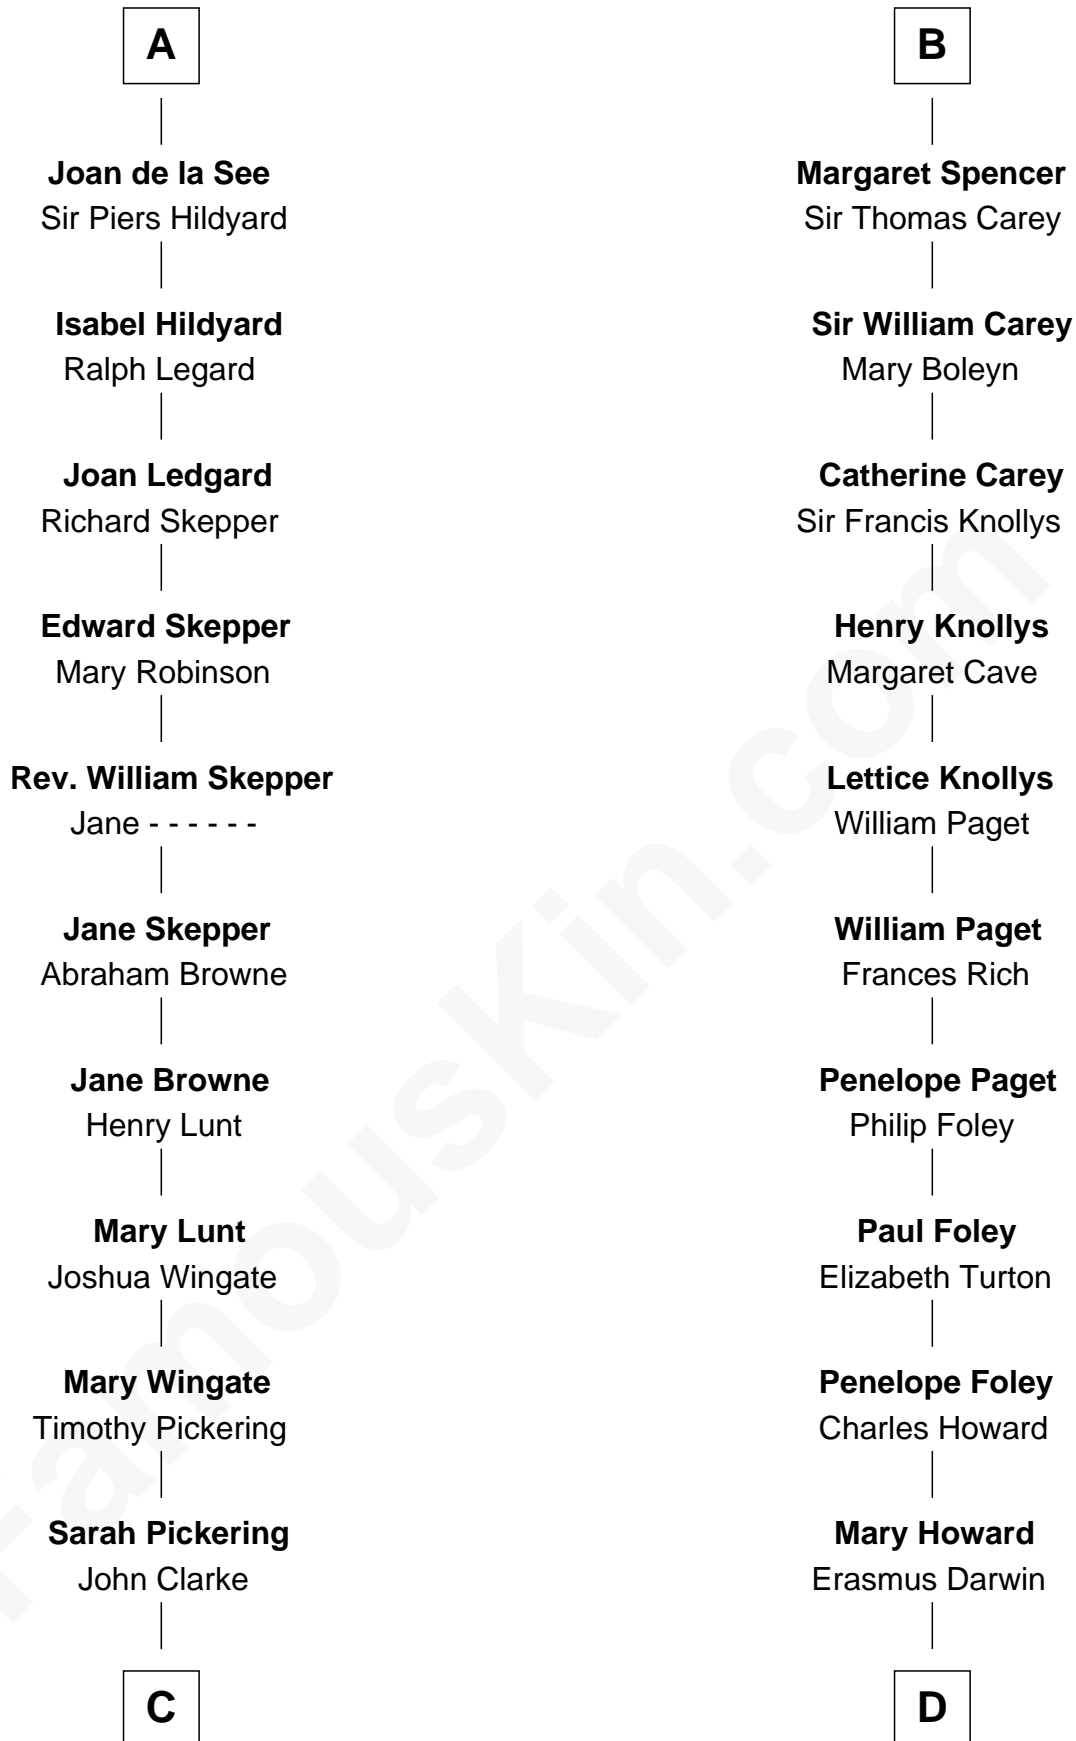 A
Joan de la See
Sir Piers Hildyard
Isabel Hildyard
Ralph Legard
Joan Ledgard
Richard Skepper
Edward Skepper
Mary Robinson
Rev. William Skepper
Jane - - - - - -
Jane Skepper
Abraham Browne
Jane Browne
Henry Lunt
Mary Lunt
Joshua Wingate
Mary Wingate
Timothy Pickering
Sarah Pickering
John Clarke
C
B
Margaret Spencer
Sir Thomas Carey
Sir William Carey
Mary Boleyn
Catherine Carey
Sir Francis Knollys
Henry Knollys
Margaret Cave
Lettice Knollys
William Paget
William Paget
Frances Rich
Penelope Paget
Philip Foley
Paul Foley
Elizabeth Turton
Penelope Foley
Charles Howard
Mary Howard
Erasmus Darwin
D
FamousKin.com